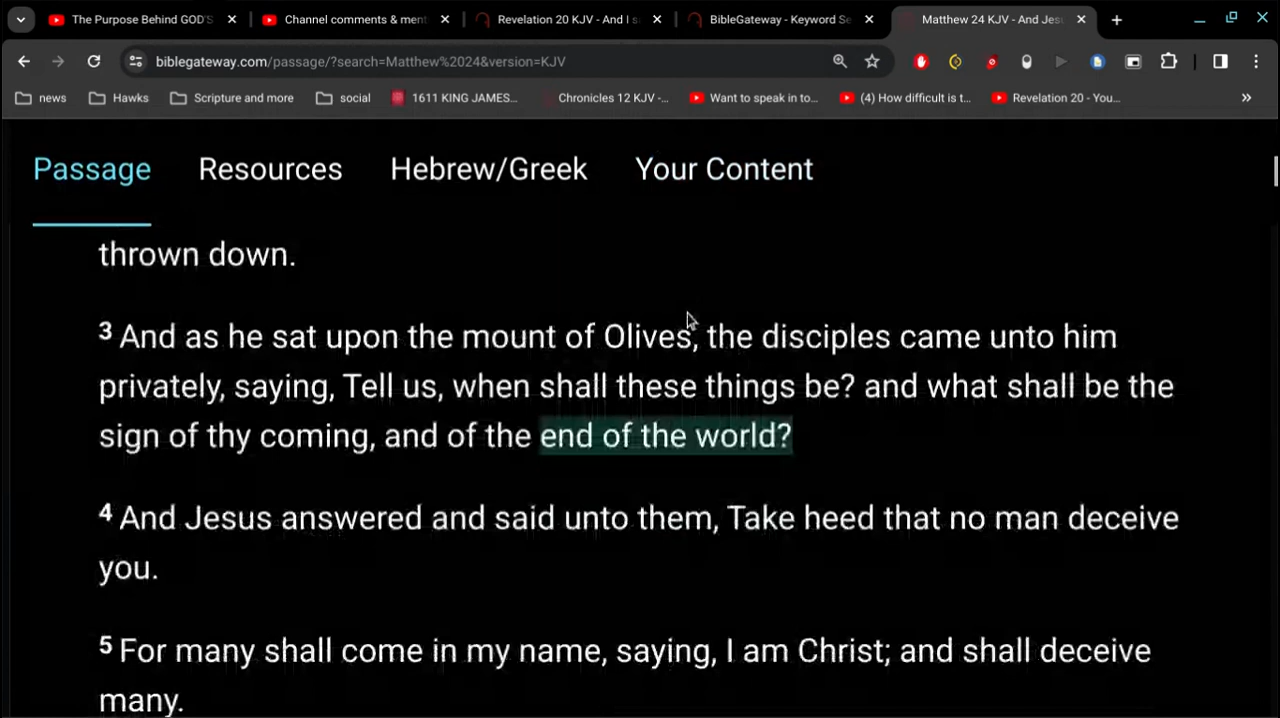 The Purpose Behind GOD'S
Channel comments & ment
Revelation 20 KJV - And I s
BibleGateway - Keyword Se
Matthew 24 KJV - And Jes
biblegateway.com/passage/?search=Matthew%2024&version=KJV
news
Hawks
Scripture and more
social
1611 KING JAMES...
Chronicles 12 KJV -...
Want to speak in to...
(4) How difficult is t...
Revelation 20 - You...
Passage
Resources
Hebrew/Greek
Your Content
thrown down.
3 And as he sat upon the mount of Olives, the disciples came unto him
privately, saying, Tell us, when shall these things be? and what shall be the
sign of thy coming, and of the end of the world?
4 And Jesus answered and said unto them, Take heed that no man deceive
you.
5 For many shall come in my name, saying, I am Christ; and shall deceive
many.